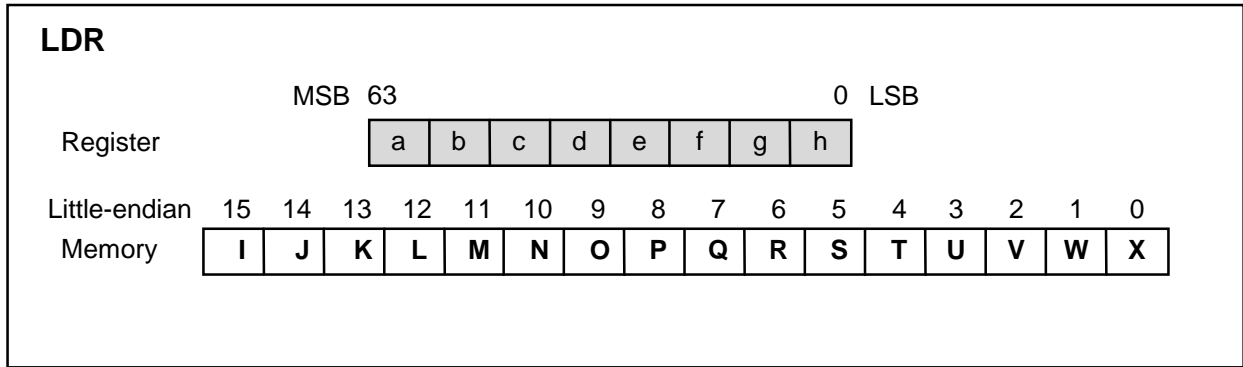 LDR
MSB 63 0 LSB
Register a b c d e f g h
Little-endian 15 14 13 12 11 10 9 8 7 6 5 4 3 2 1 0
Memory I J K L M N O P Q R S T U V W X